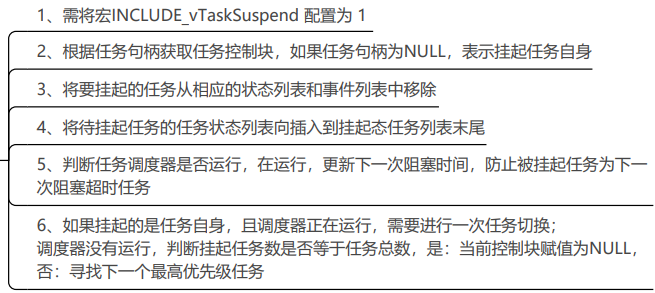 1、需将宏INCLUDE_vTaskSuspend 配置为 1
2、根据任务句柄获取任务控制块，如果任务句柄为NULL，表示挂起任务自身
3、将要挂起的任务从相应的状态列表和事件列表中移除
4、将待挂起任务的任务状态列表向插入到挂起态任务列表末尾
5、判断任务调度器是否运行，在运行，更新下一次阻塞时间，防止被挂起任务为下一
次阻塞超时任务
6、如果挂起的是任务自身，且调度器正在运行，需要进行一次任务切换；
调度器没有运行，判断挂起任务数是否等于任务总数，是：当前控制块赋值为NULL，
否：寻找下一个最高优先级任务